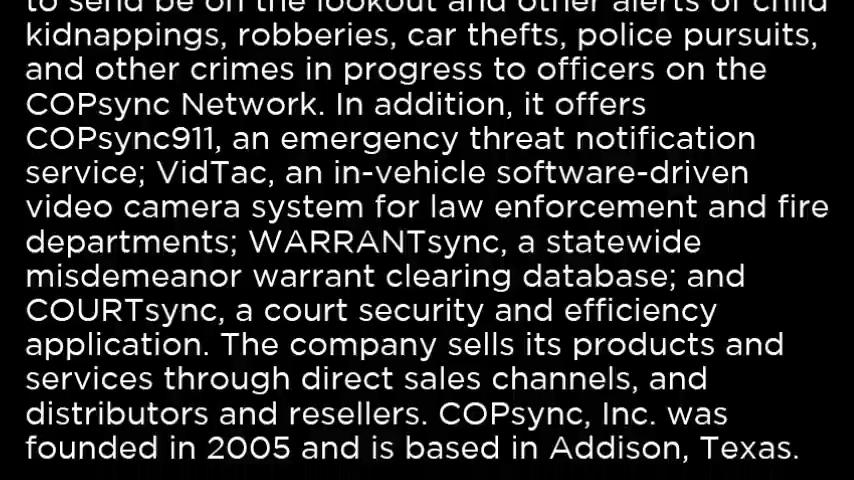 to send be on the lookout and other alerts of child
kidnappings, robberies, car thefts, police pursuits,
and other crimes in progress to officers on the
COPsync Network. In addition, it offers
COPsync911, an emergency threat notification
service; VidTac, an in-vehicle software-driven
video camera system for law enforcement and fire
departments; WARRANTsync, a statewide
misdemeanor warrant clearing database; and
COURTsync, a court security and efficiency
application. The company sells its products and
services through direct sales channels, and
distributors and resellers. COPsync, Inc. was
founded in 2005 and is based in Addison, Texas.